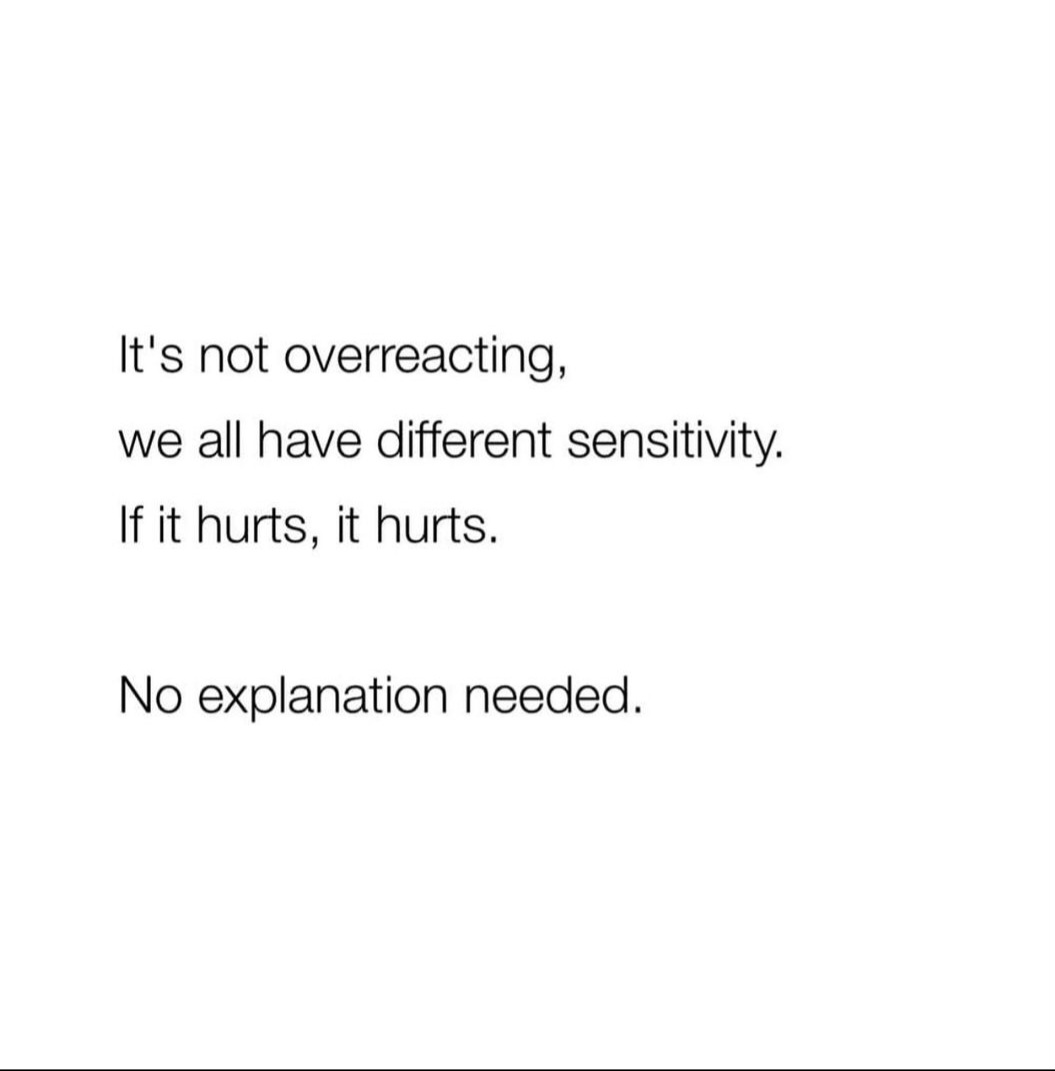 It's not overreacting,
we all have different sensitivity.
If it hurts, it hurts.
No explanation needed.